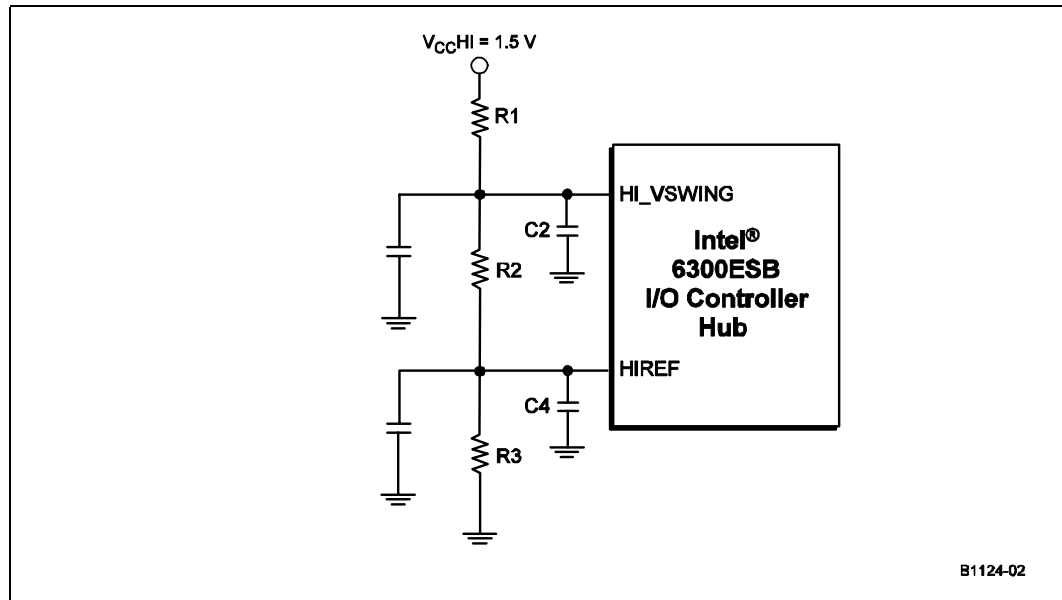 VCCHI = 1.5 V
R1
HI_VSWING
C2
Intel®
6300ESB
I/O Controller
Hub
R2
HIREF
C4
R3
B1124-02